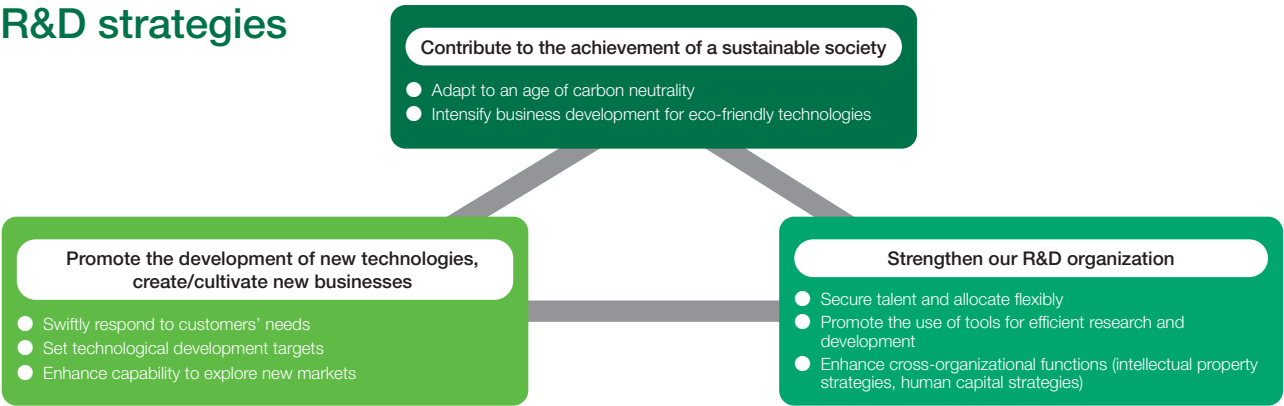 R&D strategies
Contribute to the achievement of a sustainable society
Adapt to an age of carbon neutrality
Intensify business development for eco-friendly technologies
Promote the development of new technologies,
create/cultivate new businesses
Swiftly respond to customers’ needs
Set technological development targets
Enhance capability to explore new markets
Strengthen our R&D organization
Secure talent and allocate flexibly
Promote the use of tools for efficient research and
development
Enhance cross-organizational functions (intellectual property
strategies, human capital strategies)